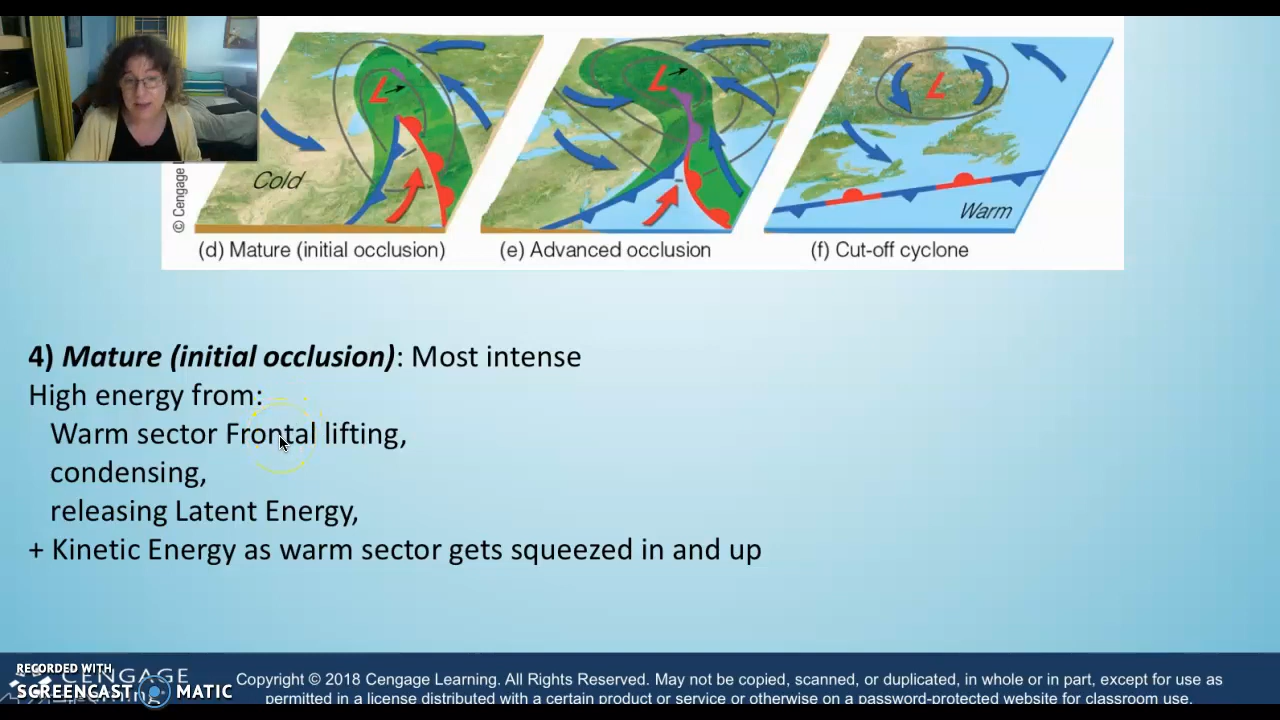 © Cengage
L
L
L
Cold
Warm
(d) Mature (initial occlusion)
(e) Advanced occlusion
(f) Cut-off cyclone
4) Mature (initial occlusion): Most intense
High energy from:
Warm sector Frontal lifting,
condensing,
releasing Latent Energy,
+ Kinetic Energy as warm sector gets squeezed in and up
RECORDED WITH
CENGAGE
SCREENCAST MATIC
Copyright © 2018 Cengage Learning. All Rights Reserved. May not be copied, scanned, or duplicated, in whole or in part, except for use as
permitted in a license distributed with a certain product or service or otherwise on a password-protected website for classroom use.